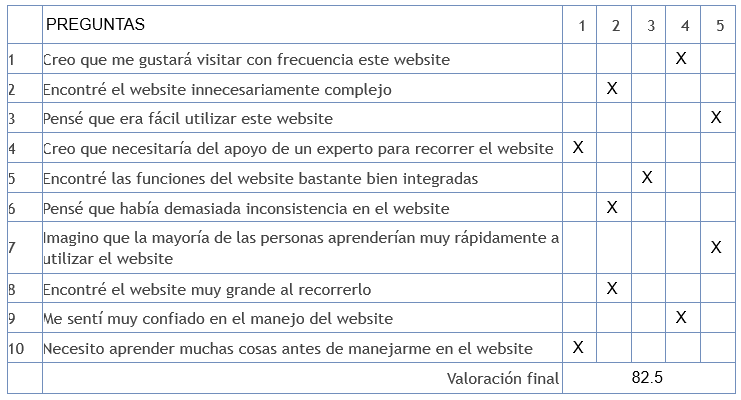 PREGUNTAS 1 2 3 4 5
1 Creo que me gustará visitar con frecuencia este website X
2 Encontré el website innecesariamente complejo X
3 Pensé que era fácil utilizar este website X
4 Creo que necesitaría del apoyo de un experto para recorrer el website X
5 Encontré las funciones del website bastante bien integradas X
6 Pensé que había demasiada inconsistencia en el website X
7 Imagino que la mayoría de las personas aprenderían muy rápidamente a
utilizar el website X
8 Encontré el website muy grande al recorrerlo X
9 Me sentí muy confiado en el manejo del website X
10 Necesito aprender muchas cosas antes de manejarme en el website X
Valoración final 82.5